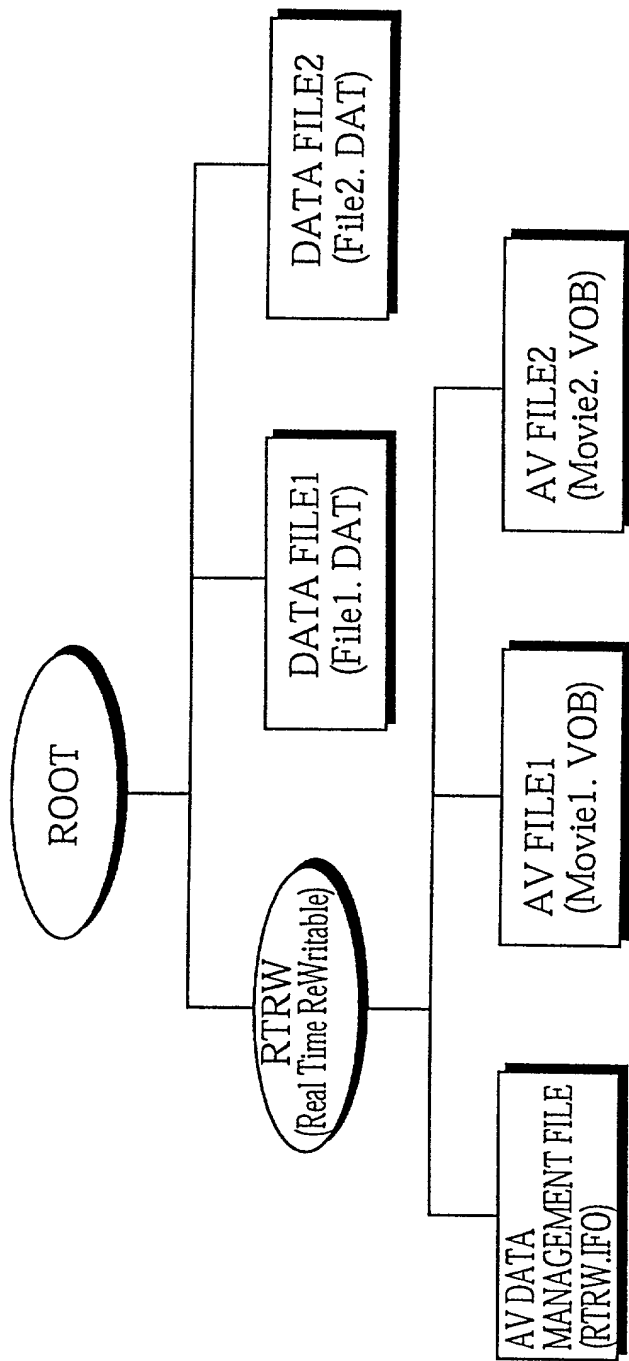 ROOT
RTRW
(Real Time ReWritable)
DATA FILE1
(File1. DAT)
DATA FILE2
(File2. DAT)
AV DATA
MANAGEMENT FILE
(RTRW.IFO)
AV FILE1
(Movie1. VOB)
AV FILE2
(Movie2. VOB)